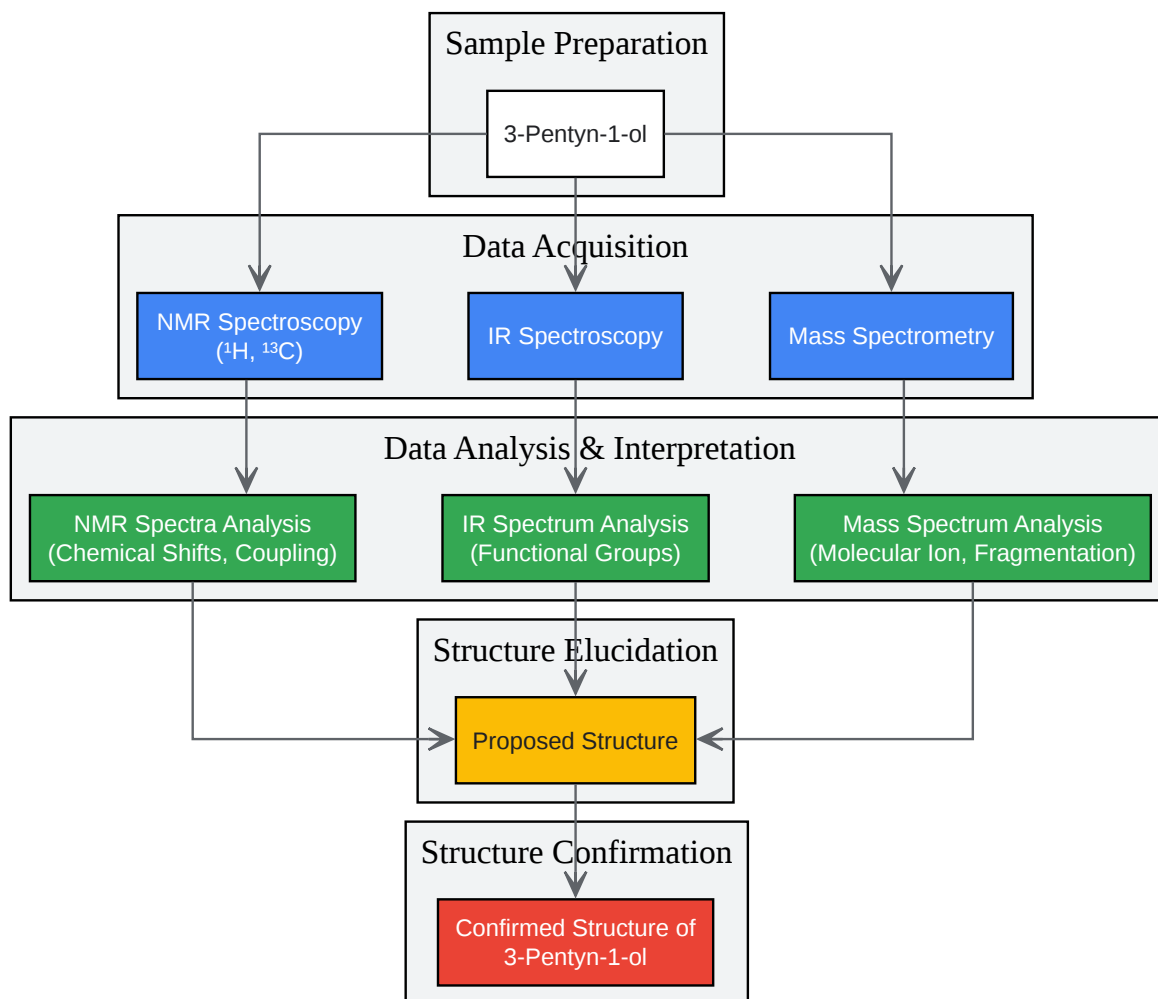 Sample Preparation
3-Pentyn-1-ol
Data Acquisition
NMR Spectroscopy
(¹H, ¹³C)
IR Spectroscopy
Mass Spectrometry
Data Analysis & Interpretation
NMR Spectra Analysis
(Chemical Shifts, Coupling)
IR Spectrum Analysis
(Functional Groups)
Mass Spectrum Analysis
(Molecular Ion, Fragmentation)
Structure Elucidation
Proposed Structure
Structure Confirmation
Confirmed Structure of
3-Pentyn-1-ol